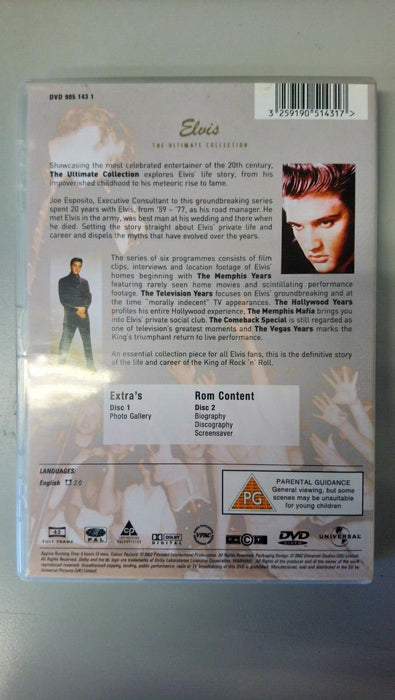 DVD 905 143 1
3 259190 514317 >
Elvis
THE ULTIMATE COLLECTION
Showcasing the most celebrated entertainer of the 20th century,
The Ultimate Collection explores Elvis' life story, from his
impoverished childhood to his meteoric rise to fame.
Joe Esposito, Executive Consultant to this groundbreaking series
spent 20 years with Elvis, from '59 – '77, as his road manager. He
met Elvis in the army, was best man at his wedding and there when
he died. Setting the story straight about Elvis' private life and
career and dispels the myths that have evolved over the years.
The series of six programmes consists of film
clips, interviews and location footage of Elvis'
homes beginning with The Memphis Years
featuring rarely seen home movies and scintillating performance
footage. The Television Years focuses on Elvis' groundbreaking and at
the time "morally indecent" TV appearances. The Hollywood Years
profiles his entire Hollywood experience. The Memphis Mafia brings you
into Elvis' private social club. The Comeback Special is still regarded as
one of television's greatest moments and The Vegas Years marks the
King's triumphant return to live performance.
An essential collection piece for all Elvis fans, this is the definitive story
of the life and career of the King of Rock 'n' Roll.
Extra's
Disc 1
Photo Gallery
Rom Content
Disc 2
Biography
Discography
Screensaver
LANGUAGES:
English 2.0
PG
PARENTAL GUIDANCE
General viewing, but some
scenes may be unsuitable
for young children
4:3
FULL FRAME
PAL
DOLBY
DIGITAL
FACT
DVD
VIDEO
UNIVERSAL